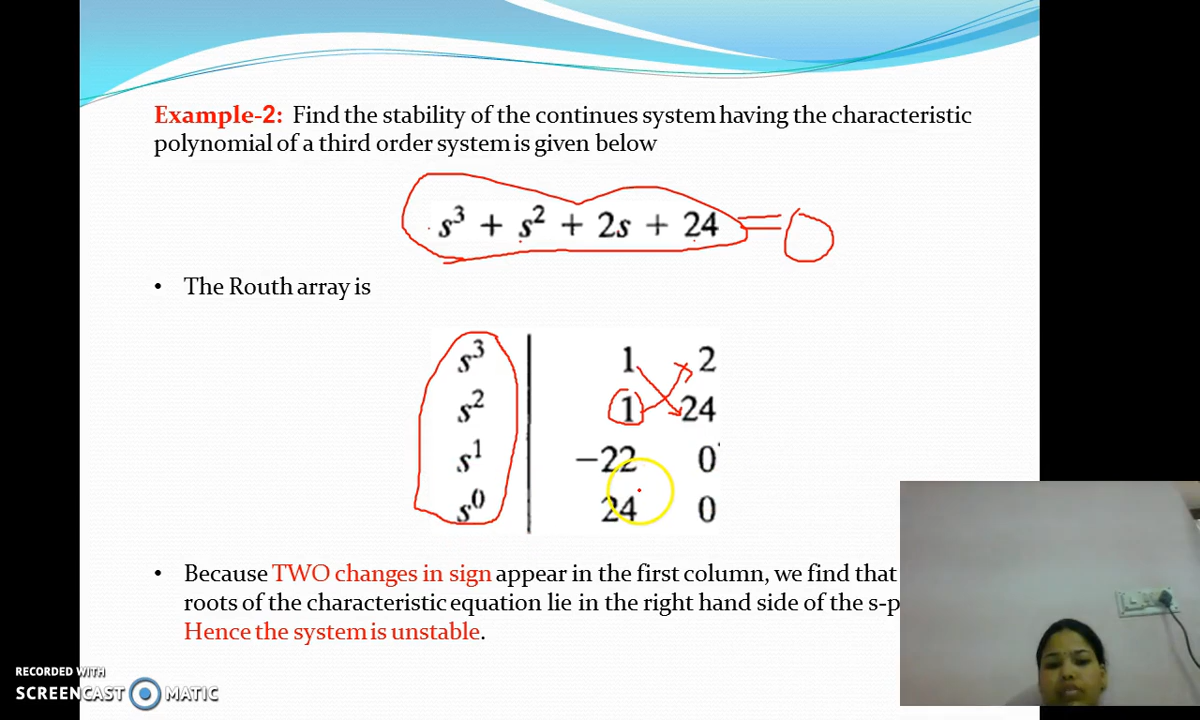 Example-2: Find the stability of the continues system having the characteristic
polynomial of a third order system is given below
s³ + s² + 2s + 24 = 0
• The Routh array is
s³ | 1 2
s² | 1 24
s¹ | −22 0
s⁰ | 24 0
• Because TWO changes in sign appear in the first column, we find that
roots of the characteristic equation lie in the right hand side of the s-p
Hence the system is unstable.
RECORDED WITH
SCREENCAST MATIC